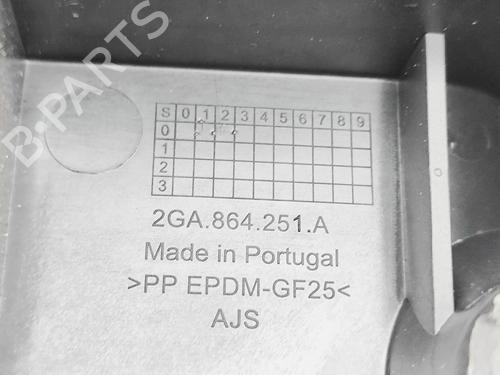 B-PARTS
S 0 1 2 3 4 5 6 7 8 9
0
1
2
3
2GA.864.251.A
Made in Portugal
>PP EPDM-GF25<
AJS